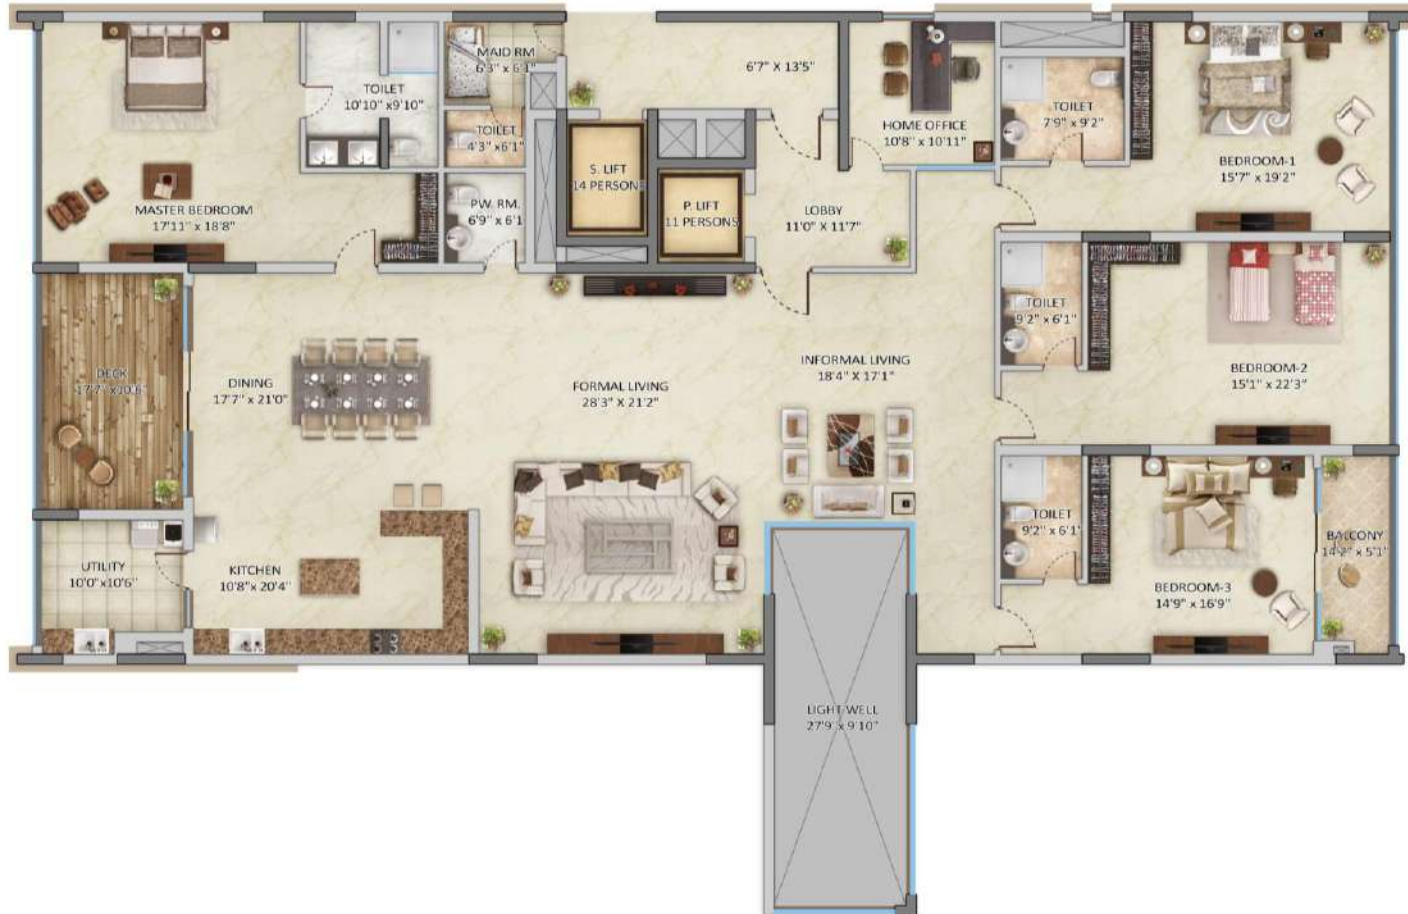 MAID RM
6'3" x 6'1"
6'7" X 13'5"
TOILET
10'10" x9'10"
TOILET
4'3" x6'1"
HOME OFFICE
10'8" x 10'11"
TOILET
7'9" x 9'2"
BEDROOM-1
15'7" x 19'2"
S. LIFT
14 PERSONS
P. LIFT
11 PERSONS
MASTER BEDROOM
17'11" x 18'8"
PW. RM.
6'9" x 6'1
LOBBY
11'0" X 11'7"
TOILET
9'2" x 6'1"
BEDROOM-2
15'1" x 22'3"
DECK
17'7" x10'6"
DINING
17'7" x 21'0"
FORMAL LIVING
28'3" X 21'2"
INFORMAL LIVING
18'4" X 17'1"
TOILET
9'2" x 6'1'
BALCONY
14'2" x 5'1"
UTILITY
10'0" x10'6"
KITCHEN
10'8"x 20'4"
BEDROOM-3
14'9" x 16'9"
LIGHT WELL
27'9"x 9'10"